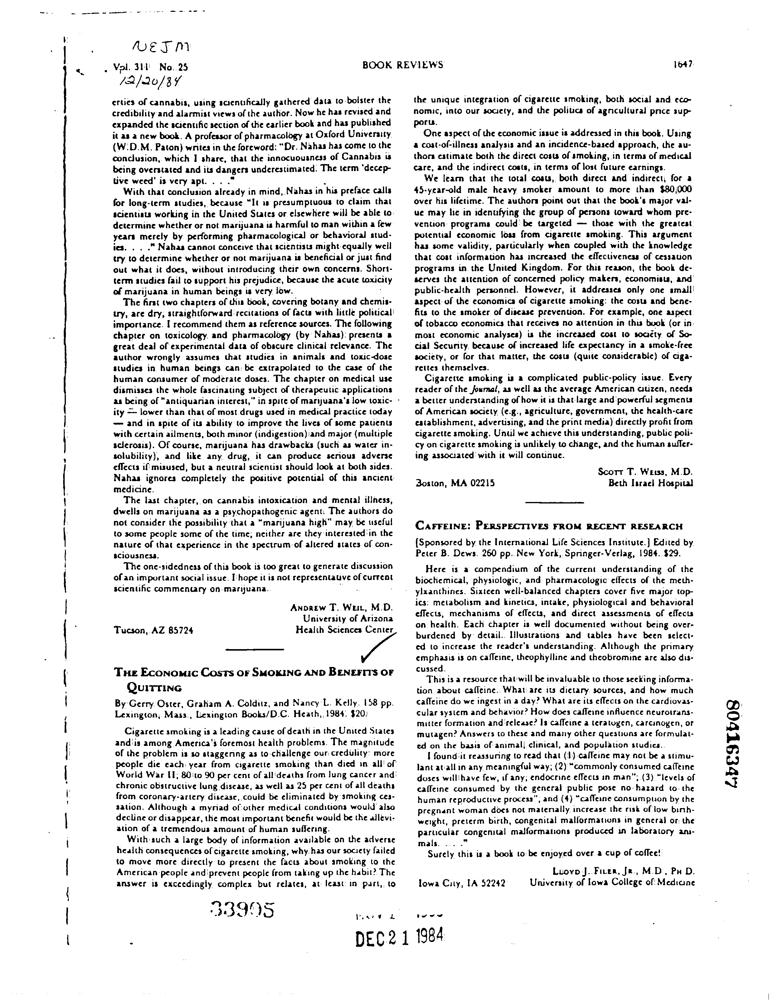 NEJM
Vol. 311 No. 25
BOOK REVIEWS
1647
12/20/84
erties of cannabis, using scientifically gathered data to bolster the
credibility and alarmist views of the author. Now he has revised and
expanded the scientific section of the earlier book and has published
it as a new book. A professor of pharmacology at Oxford University
(W.D.M. Paton) writes in the foreword: "Dr. Nahas has come to the
conclusion, which I share, that the innocuousness of Cannabis is
being overstated and its dangers underestimated. The term 'decep-
tive weed' is very apt. . . ."
With that conclusion already in mind, Nahas in his preface calls
for long-term studies, because "It is presumptuous to claim that
scientists working in the United States or elsewhere will be able to
determine whether or not marijuana is harmful to man within a few
years merely by performing pharmacological or behavioral stud-
ies. . . ." Nahas cannot conceive that scientists might equally well
try to determine whether or not marijuana is beneficial or just find
out what it does, without introducing their own concerns. Short-
term studies fail to support his prejudice, because the acute toxicity
of marijuana in human beings is very low.
The first two chapters of this book, covering botany and chemis-
try, are dry, straightforward recitations of facts with little political
importance. I recommend them as reference sources. The following
chapter on toxicology and pharmacology (by Nahas) presents a
great deal of experimental data of obscure clinical relevance. The
author wrongly assumes that studies in animals and toxic-dose
studies in human beings can be extrapolated to the case of the
human consumer of moderate doses. The chapter on medical use
dismisses the whole fascinating subject of therapeutic applications
as being of "antiquarian interest," in spite of marijuana's low toxic-
ity — lower than that of most drugs used in medical practice today
— and in spite of its ability to improve the lives of some patients
with certain ailments, both minor (indigestion) and major (multiple
sclerosis). Of course, marijuana has drawbacks (such as water in-
solubility), and like any drug, it can produce serious adverse
effects if misused, but a neutral scientist should look at both sides.
Nahas ignores completely the positive potential of this ancient
medicine.
The last chapter, on cannabis intoxication and mental illness,
dwells on marijuana as a psychopathogenic agent. The authors do
not consider the possibility that a "marijuana high" may be useful
to some people some of the time; neither are they interested in the
nature of that experience in the spectrum of altered states of con-
sciousness.
The one-sidedness of this book is too great to generate discussion
of an important social issue. I hope it is not representative of current
scientific commentary on marijuana.
ANDREW T. WEIL, M.D.
University of Arizona
Tucson, AZ 85724 Health Sciences Center
THE ECONOMIC COSTS OF SMOKING AND BENEFITS OF
QUITTING
By Gerry Oster, Graham A. Colditz, and Nancy L. Kelly. 158 pp.
Lexington, Mass., Lexington Books/D.C. Heath, 1984. $20.
Cigarette smoking is a leading cause of death in the United States
and is among America's foremost health problems. The magnitude
of the problem is so staggering as to challenge our credulity: more
people die each year from cigarette smoking than died in all of
World War II; 80 to 90 per cent of all deaths from lung cancer and
chronic obstructive lung disease, as well as 25 per cent of all deaths
from coronary-artery disease, could be eliminated by smoking ces-
sation. Although a myriad of other medical conditions would also
decline or disappear, the most important benefit would be the allevi-
ation of a tremendous amount of human suffering.
With such a large body of information available on the adverse
health consequences of cigarette smoking, why has our society failed
to move more directly to present the facts about smoking to the
American people and prevent people from taking up the habit? The
answer is exceedingly complex but relates, at least in part, to
the unique integration of cigarette smoking, both social and eco-
nomic, into our society, and the politics of agricultural price sup-
ports.
One aspect of the economic issue is addressed in this book. Using
a cost-of-illness analysis and an incidence-based approach, the au-
thors estimate both the direct costs of smoking, in terms of medical
care, and the indirect costs, in terms of lost future earnings.
We learn that the total costs, both direct and indirect, for a
45-year-old male heavy smoker amount to more than $80,000
over his lifetime. The authors point out that the book's major val-
ue may lie in identifying the group of persons toward whom pre-
vention programs could be targeted — those with the greatest
potential economic loss from cigarette smoking. This argument
has some validity, particularly when coupled with the knowledge
that cost information has increased the effectiveness of cessation
programs in the United Kingdom. For this reason, the book de-
serves the attention of concerned policy makers, economists, and
public-health personnel. However, it addresses only one small
aspect of the economics of cigarette smoking: the costs and bene-
fits to the smoker of disease prevention. For example, one aspect
of tobacco economics that receives no attention in this book (or in
most economic analyses) is the increased cost to society of So-
cial Security because of increased life expectancy in a smoke-free
society, or for that matter, the costs (quite considerable) of ciga-
rettes themselves.
Cigarette smoking is a complicated public-policy issue. Every
reader of the Journal, as well as the average American citizen, needs
a better understanding of how it is that large and powerful segments
of American society (e.g., agriculture, government, the health-care
establishment, advertising, and the print media) directly profit from
cigarette smoking. Until we achieve this understanding, public poli-
cy on cigarette smoking is unlikely to change, and the human suffer-
ing associated with it will continue.
SCOTT T. WEISS, M.D.
Boston, MA 02215 Beth Israel Hospital
CAFFEINE: PERSPECTIVES FROM RECENT RESEARCH
[Sponsored by the International Life Sciences Institute.] Edited by
Peter B. Dews. 260 pp. New York, Springer-Verlag, 1984. $29.
Here is a compendium of the current understanding of the
biochemical, physiologic, and pharmacologic effects of the meth-
ylxanthines. Sixteen well-balanced chapters cover five major top-
ics: metabolism and kinetics, intake, physiological and behavioral
effects, mechanisms of effects, and direct assessments of effects
on health. Each chapter is well documented without being over-
burdened by detail. Illustrations and tables have been select-
ed to increase the reader's understanding. Although the primary
emphasis is on caffeine, theophylline and theobromine are also dis-
cussed.
This is a resource that will be invaluable to those seeking informa-
tion about caffeine. What are its dietary sources, and how much
caffeine do we ingest in a day? What are its effects on the cardiovas-
cular system and behavior? How does caffeine influence neurotrans-
mitter formation and release? Is caffeine a teratogen, carcinogen, or
mutagen? Answers to these and many other questions are formulat-
ed on the basis of animal, clinical, and population studies.
I found it reassuring to read that (1) caffeine may not be a stimu-
lant at all in any meaningful way; (2) "commonly consumed caffeine
doses will have few, if any, endocrine effects in man"; (3) "levels of
caffeine consumed by the general public pose no hazard to the
human reproductive process"; and (4) "caffeine consumption by the
pregnant woman does not materially increase the risk of low birth-
weight, preterm birth, congenital malformations in general or the
particular congenital malformations produced in laboratory ani-
mals. . . ."
Surely this is a book to be enjoyed over a cup of coffee!
LLOYD J. FILER, JR., M.D., PH.D.
Iowa City, IA 52242 University of Iowa College of Medicine
80416347
33905
DEC 21 1984